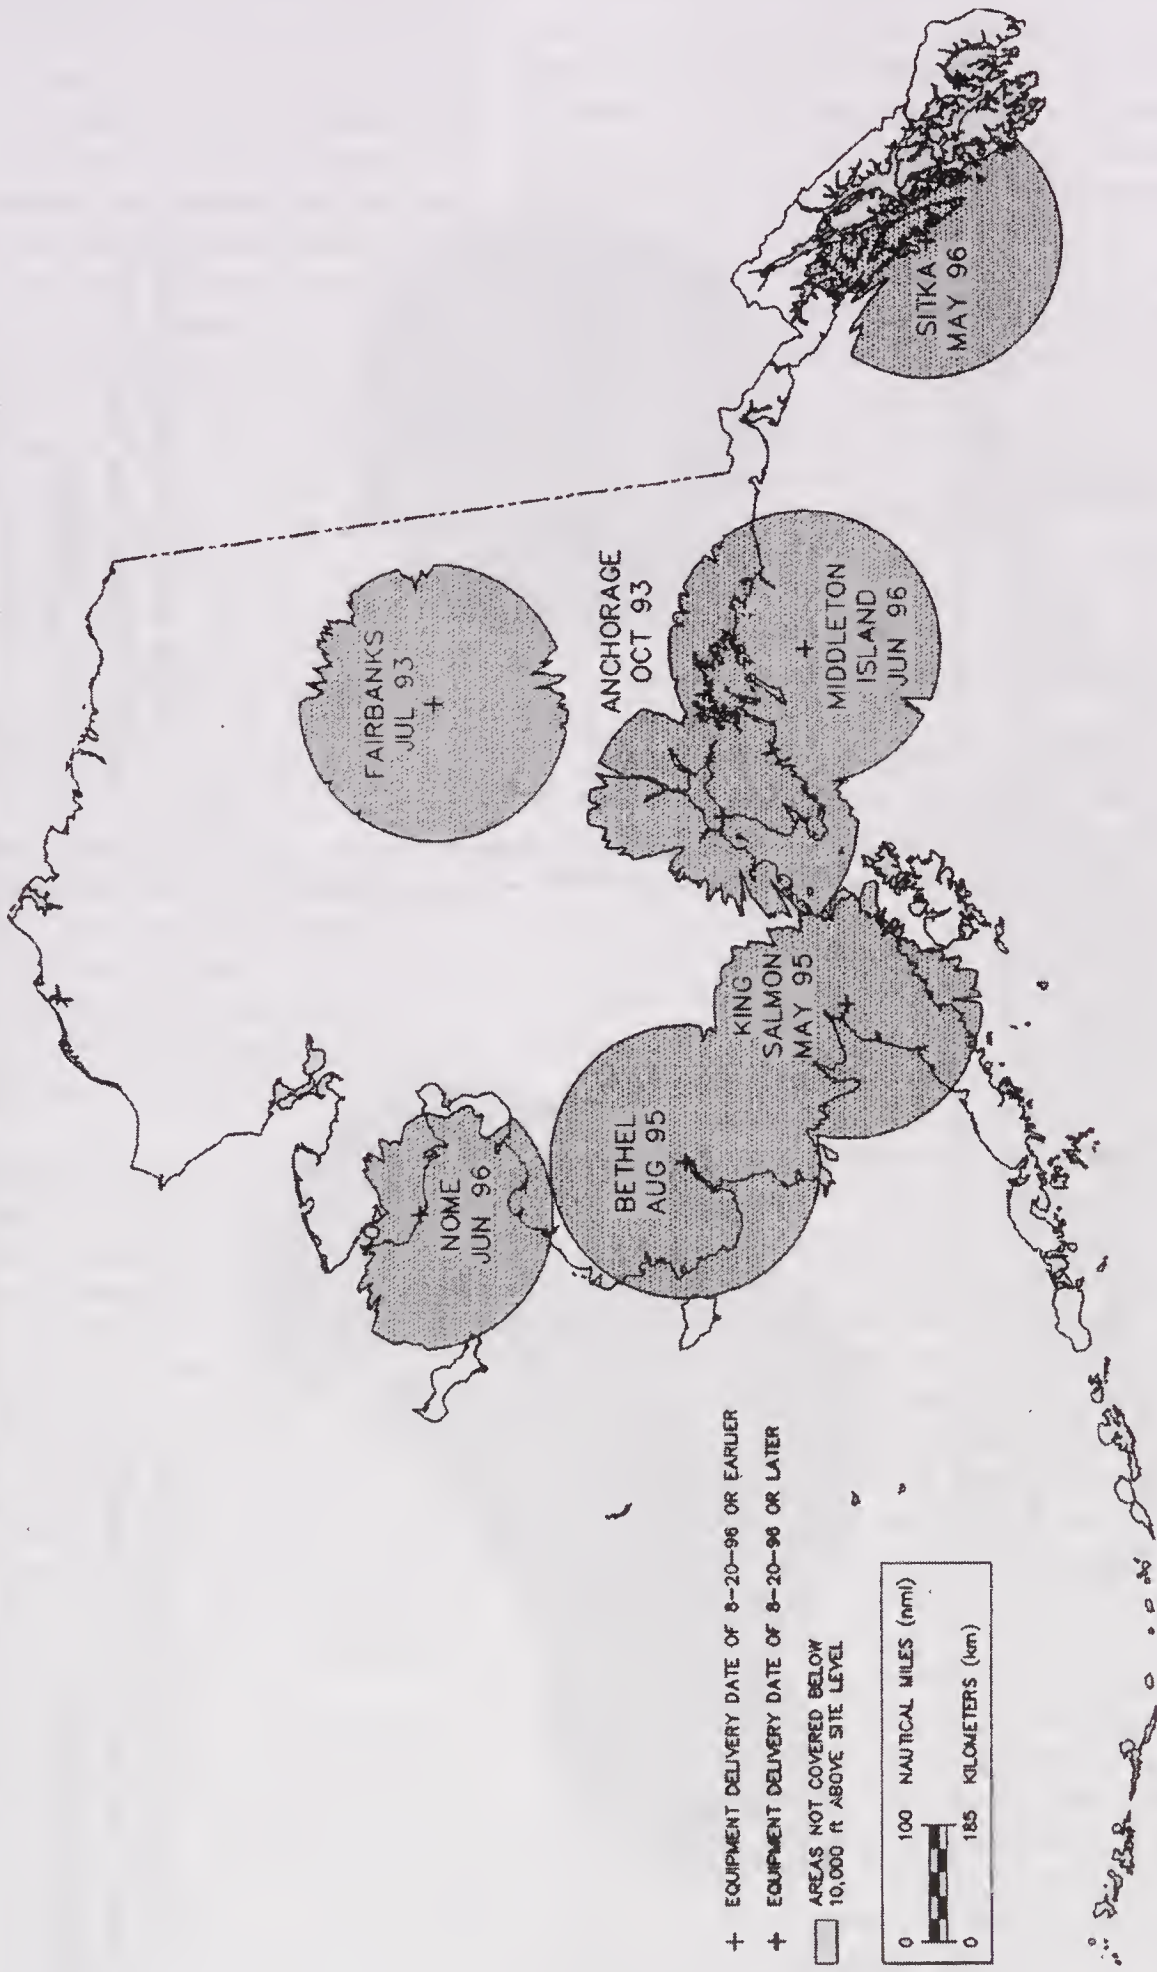 FAIRBANKS
JUL 93
ANCHORAGE
OCT 93
NOME
JUN 96
BETHEL
AUG 95
KING
SALMON
MAY 95
MIDDLETON
ISLAND
JUN 96
SITKA
MAY 96
+ EQUIPMENT DELIVERY DATE OF 8-20-96 OR EARLIER
+ EQUIPMENT DELIVERY DATE OF 8-20-96 OR LATER
AREAS NOT COVERED BELOW
10,000 ft ABOVE SITE LEVEL
0 100 NAUTICAL MILES (nmi)
0 185 KILOMETERS (km)